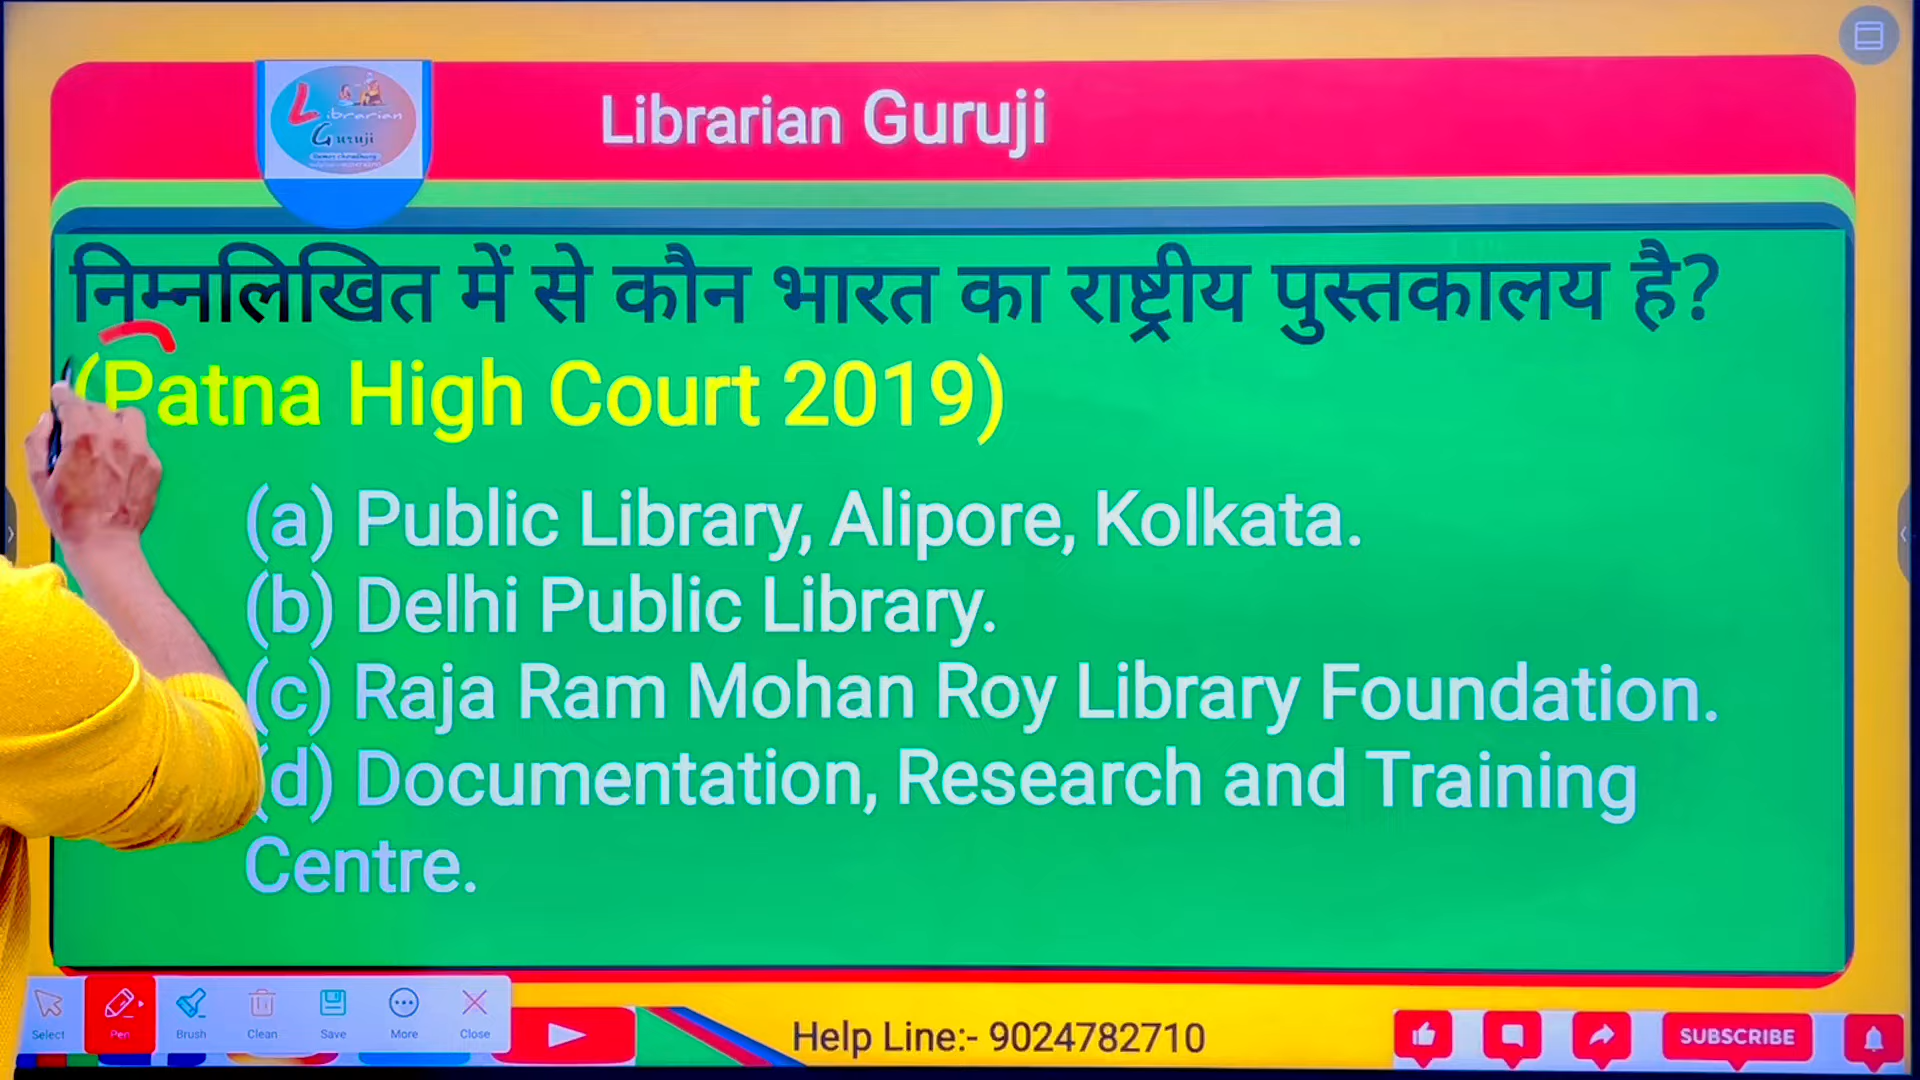 Librarian
Guruji
Librarian Guruji
निम्नलिखित में से कौन भारत का राष्ट्रीय पुस्तकालय है?
(Patna High Court 2019)
(a) Public Library, Alipore, Kolkata.
(b) Delhi Public Library.
(c) Raja Ram Mohan Roy Library Foundation.
(d) Documentation, Research and Training
Centre.
Select Pen Brush Clean Save More Close
Help Line:- 9024782710
SUBSCRIBE